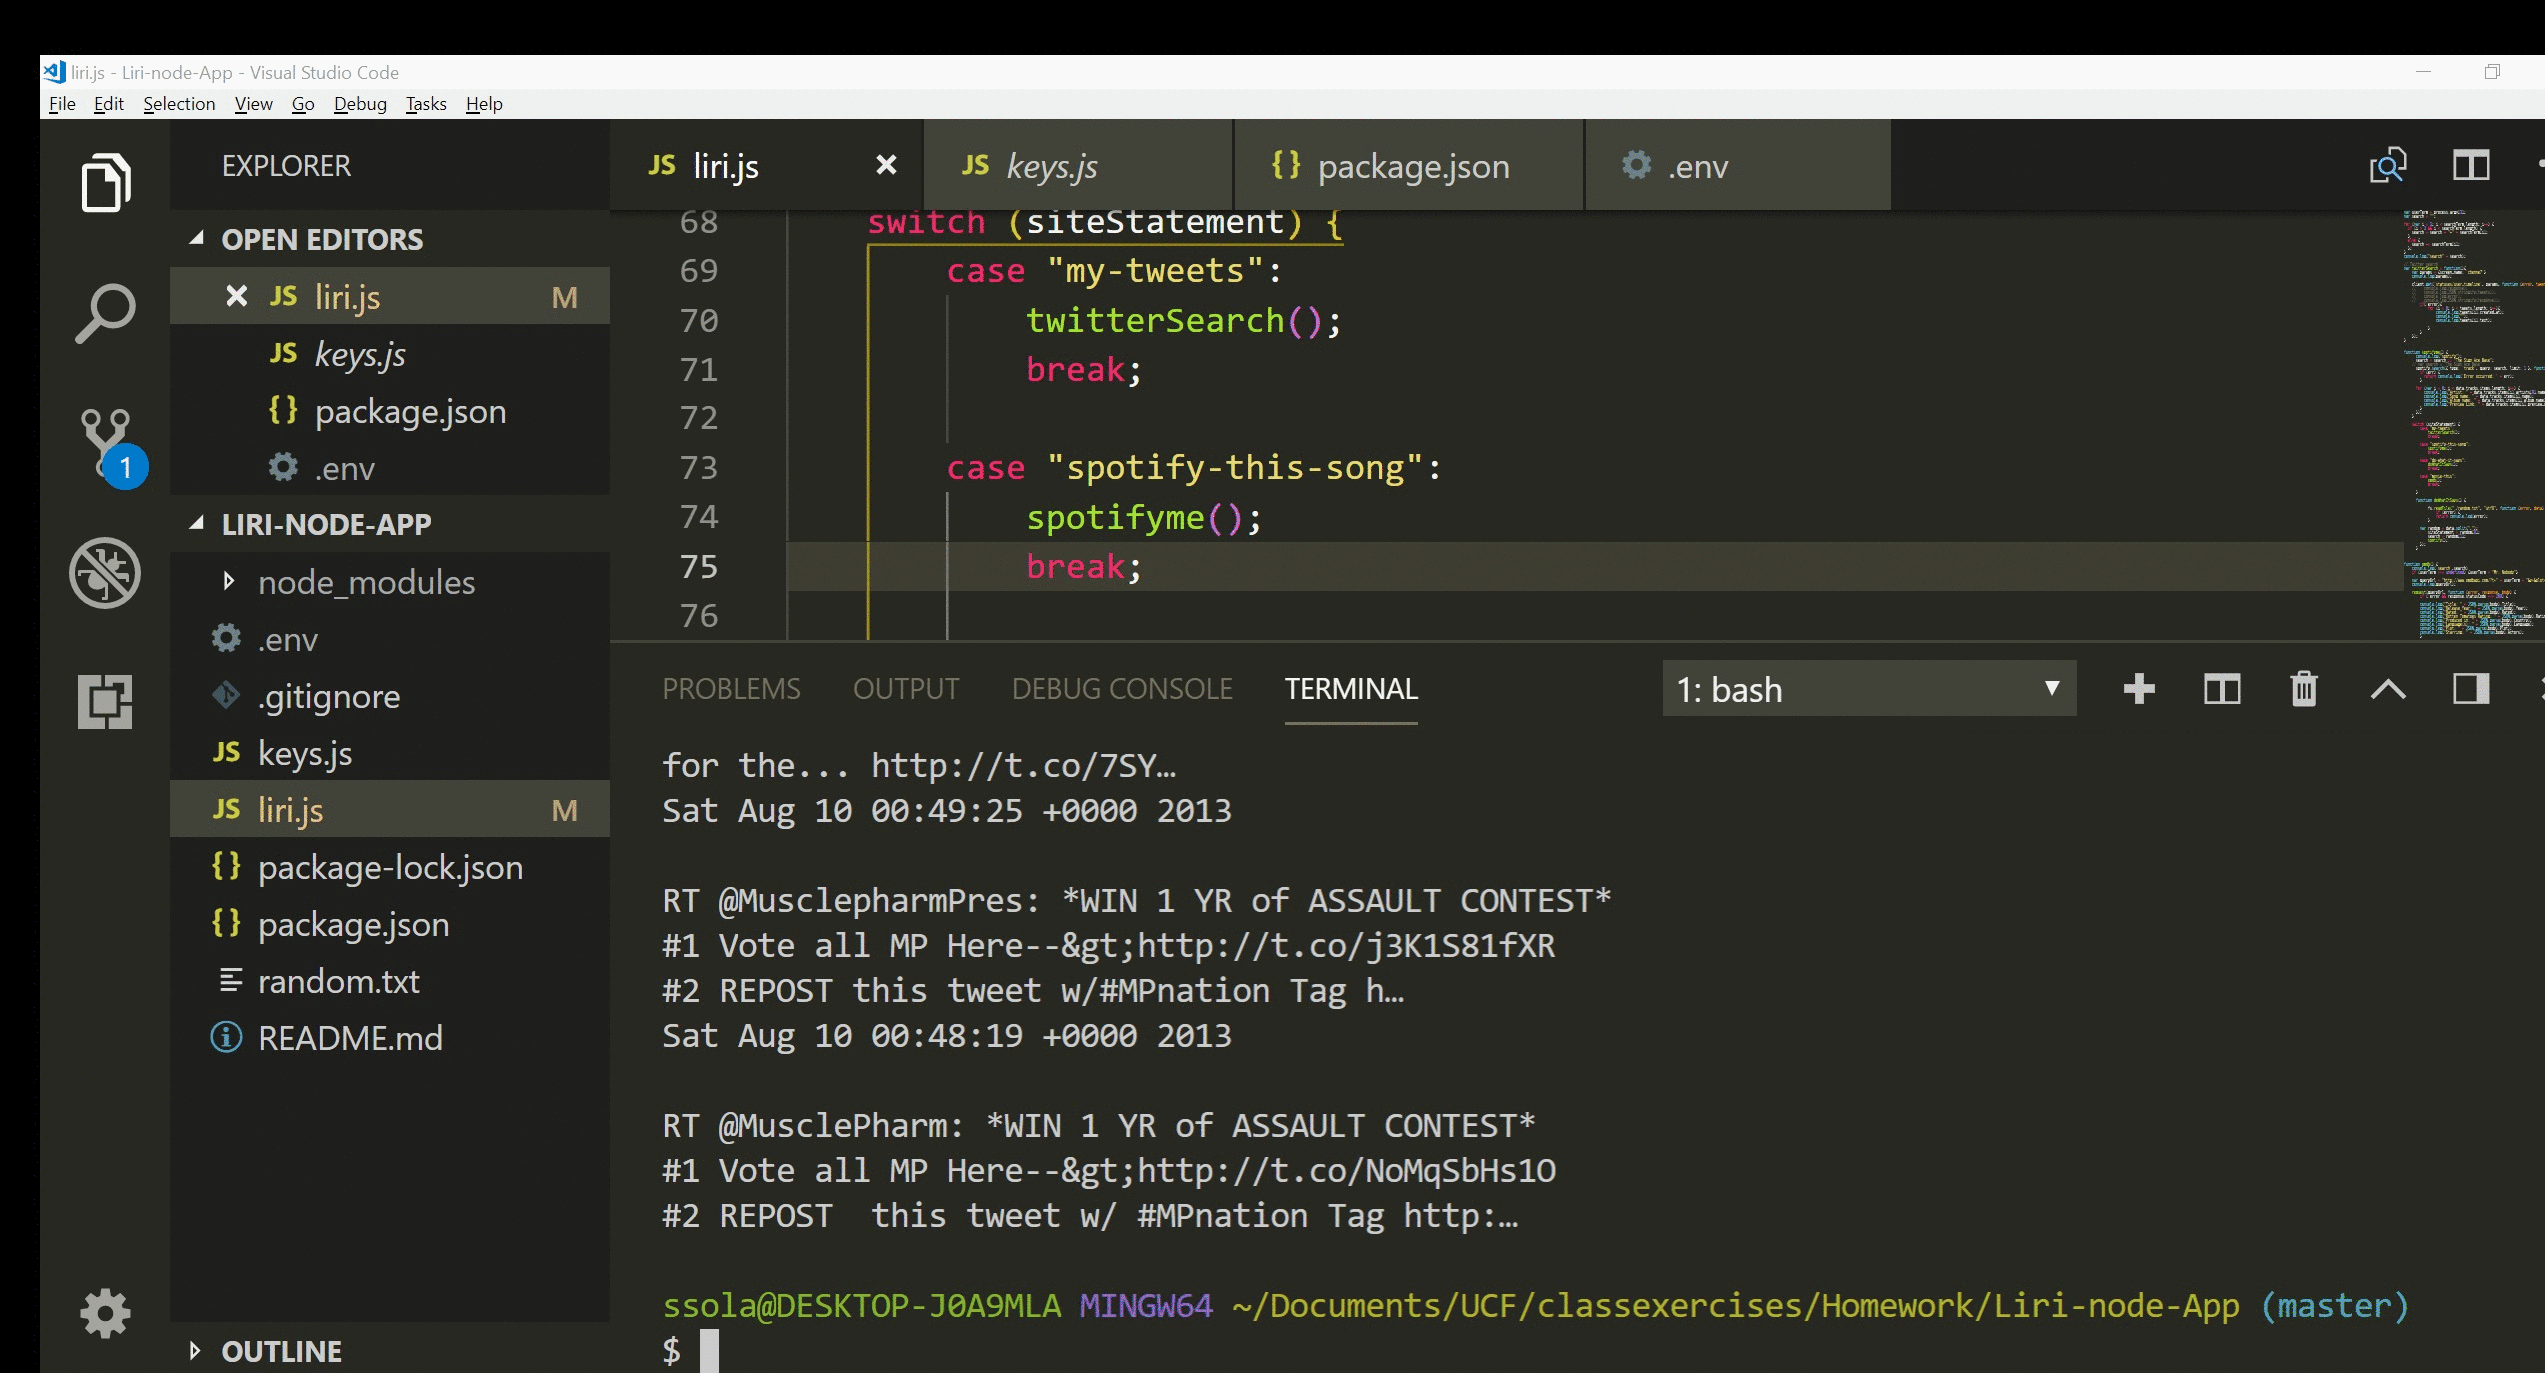 liri.js - Liri-node-App - Visual Studio Code
File Edit Selection View Go Debug Tasks Help
EXPLORER
OPEN EDITORS
JS liri.js M
JS keys.js
{} package.json
.env
1
LIRI-NODE-APP
node_modules
.env
.gitignore
JS keys.js
JS liri.js M
{} package-lock.json
{} package.json
random.txt
README.md
OUTLINE
JS liri.js JS keys.js {} package.json .env
68 switch (siteStatement) {
69 case "my-tweets":
70 twitterSearch();
71 break;
72
73 case "spotify-this-song":
74 spotifyme();
75 break;
76
PROBLEMS OUTPUT DEBUG CONSOLE TERMINAL 1: bash
for the... http://t.co/7SY…
Sat Aug 10 00:49:25 +0000 2013
RT @MusclepharmPres: *WIN 1 YR of ASSAULT CONTEST*
#1 Vote all MP Here--&gt;http://t.co/j3K1S81fXR
#2 REPOST this tweet w/#MPnation Tag h…
Sat Aug 10 00:48:19 +0000 2013
RT @MusclePharm: *WIN 1 YR of ASSAULT CONTEST*
#1 Vote all MP Here--&gt;http://t.co/NoMqSbHs1O
#2 REPOST  this tweet w/ #MPnation Tag http:…
ssola@DESKTOP-J0A9MLA MINGW64 ~/Documents/UCF/classexercises/Homework/Liri-node-App (master)
$